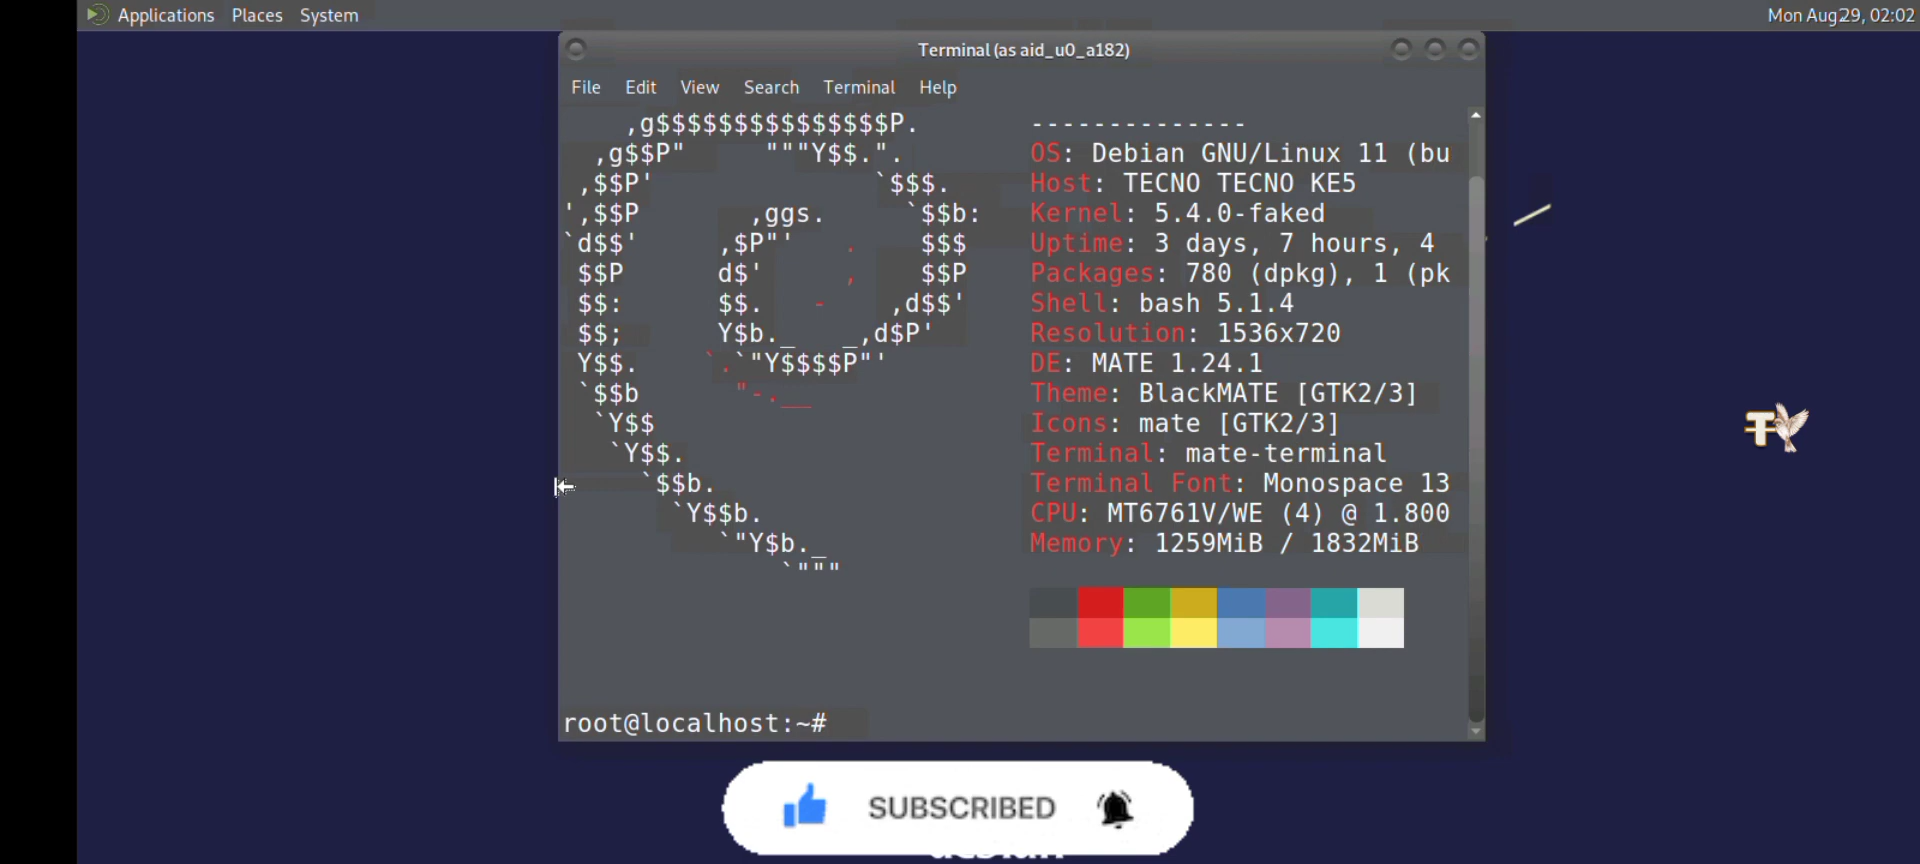 Applications Places System Mon Aug 29, 02:02
Terminal (as aid_u0_a182)
File Edit View Search Terminal Help
,g$$$$$$$$$$$$$$$P. --------------
,g$$P" """Y$$.". OS: Debian GNU/Linux 11 (bu
,$$P' `$$$. Host: TECNO TECNO KE5
',$$P ,ggs. `$$b: Kernel: 5.4.0-faked
`d$$' ,$P"' . $$$ Uptime: 3 days, 7 hours, 4
$$P d$' , $$P Packages: 780 (dpkg), 1 (pk
$$: $$. - ,d$$' Shell: bash 5.1.4
$$; Y$b._ _,d$P' Resolution: 1536x720
Y$$. `.`"Y$$$$P"' DE: MATE 1.24.1
`$$b "-.__ Theme: BlackMATE [GTK2/3]
`Y$$ Icons: mate [GTK2/3]
`Y$$. Terminal: mate-terminal
`$$b. Terminal Font: Monospace 13
`Y$$b. CPU: MT6761V/WE (4) @ 1.800
`"Y$b._ Memory: 1259MiB / 1832MiB
`"""
root@localhost:~#
SUBSCRIBED